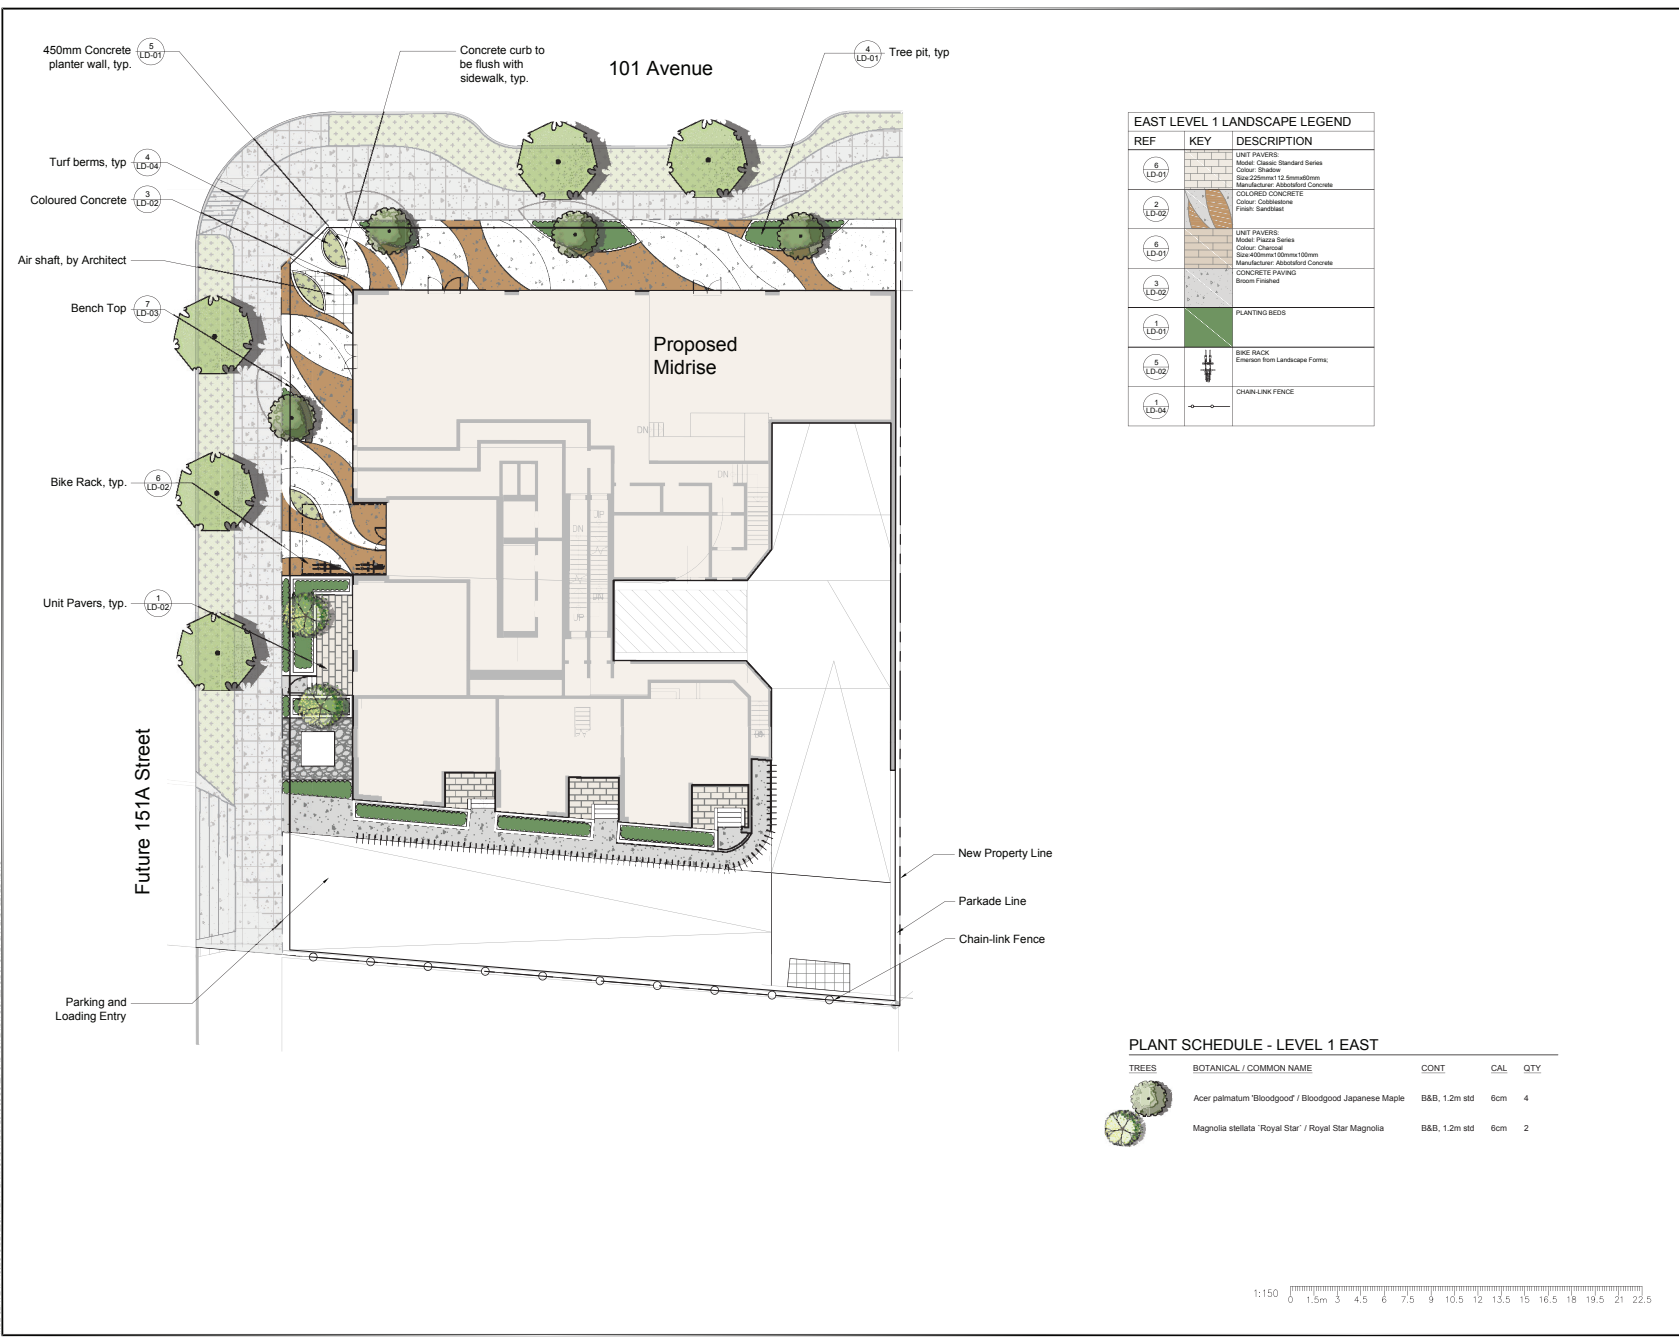 450mm Concrete
planter wall, typ.
5
LD-01
Concrete curb to
be flush with
sidewalk, typ.
101 Avenue
4
LD-01
Tree pit, typ
Turf berms, typ
4
LD-04
Coloured Concrete
3
LD-02
Air shaft, by Architect
Bench Top
7
LD-03
Bike Rack, typ.
6
LD-02
Unit Pavers, typ.
1
LD-02
Future 151A Street
Parking and
Loading Entry
Proposed
Midrise
DN
DN
DN
UP
DN
UP
New Property Line
Parkade Line
Chain-link Fence
EAST LEVEL 1 LANDSCAPE LEGEND
REF KEY DESCRIPTION
6
LD-01
UNIT PAVERS:
Model: Classic Standard Series
Colour: Shadow
Size:225mmx112.5mmx60mm
Manufacturer: Abbotsford Concrete
2
LD-02
COLORED CONCRETE
Colour: Cobblestone
Finish: Sandblast
6
LD-01
UNIT PAVERS:
Model: Piazza Series
Colour: Charcoal
Size:400mmx100mmx100mm
Manufacturer: Abbotsford Concrete
3
LD-02
CONCRETE PAVING
Broom Finished
1
LD-01
PLANTING BEDS
5
LD-02
BIKE RACK
Emerson from Landscape Forms;
1
LD-04
CHAIN-LINK FENCE
PLANT SCHEDULE - LEVEL 1 EAST
TREES BOTANICAL / COMMON NAME CONT CAL QTY
Acer palmatum 'Bloodgood' / Bloodgood Japanese Maple B&B, 1.2m std 6cm 4
Magnolia stellata `Royal Star` / Royal Star Magnolia B&B, 1.2m std 6cm 2
1:150 0 1.5m 3 4.5 6 7.5 9 10.5 12 13.5 15 16.5 18 19.5 21 22.5